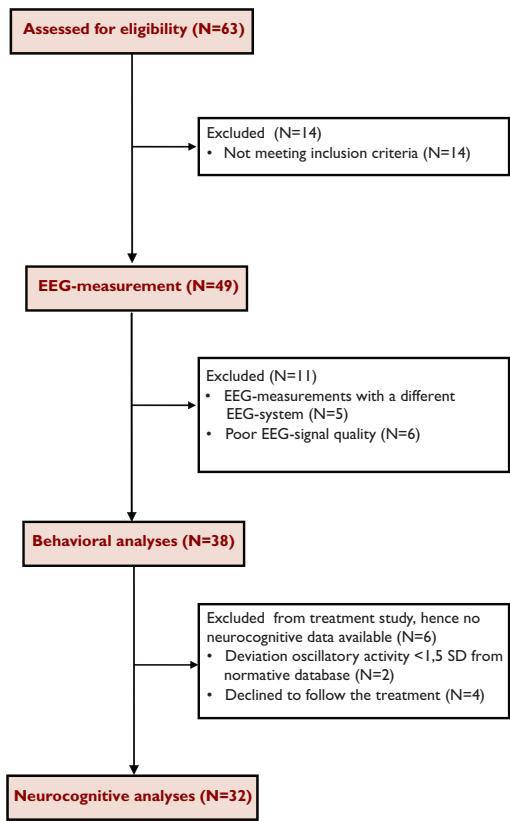 Assessed for eligibility (N=63)
Excluded (N=14)
• Not meeting inclusion criteria (N=14)
EEG-measurement (N=49)
Excluded (N=11)
• EEG-measurements with a different
EEG-system (N=5)
• Poor EEG-signal quality (N=6)
Behavioral analyses (N=38)
Excluded from treatment study, hence no
neurocognitive data available (N=6)
• Deviation oscillatory activity <1,5 SD from
normative database (N=2)
• Declined to follow the treatment (N=4)
Neurocognitive analyses (N=32)